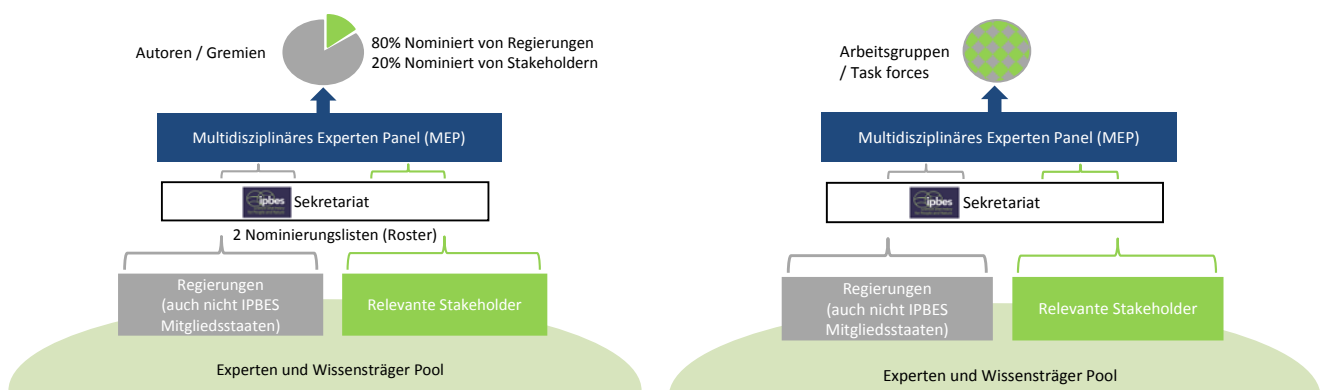 Autoren / Gremien
80% Nominiert von Regierungen
20% Nominiert von Stakeholdern
Multidisziplinäres Experten Panel (MEP)
ipbes
Sekretariat
2 Nominierungslisten (Roster)
Regierungen
(auch nicht IPBES
Mitgliedsstaaten)
Relevante Stakeholder
Experten und Wissensträger Pool
Arbeitsgruppen
/ Task forces
Multidisziplinäres Experten Panel (MEP)
ipbes
Sekretariat
Regierungen
(auch nicht IPBES
Mitgliedsstaaten)
Relevante Stakeholder
Experten und Wissensträger Pool